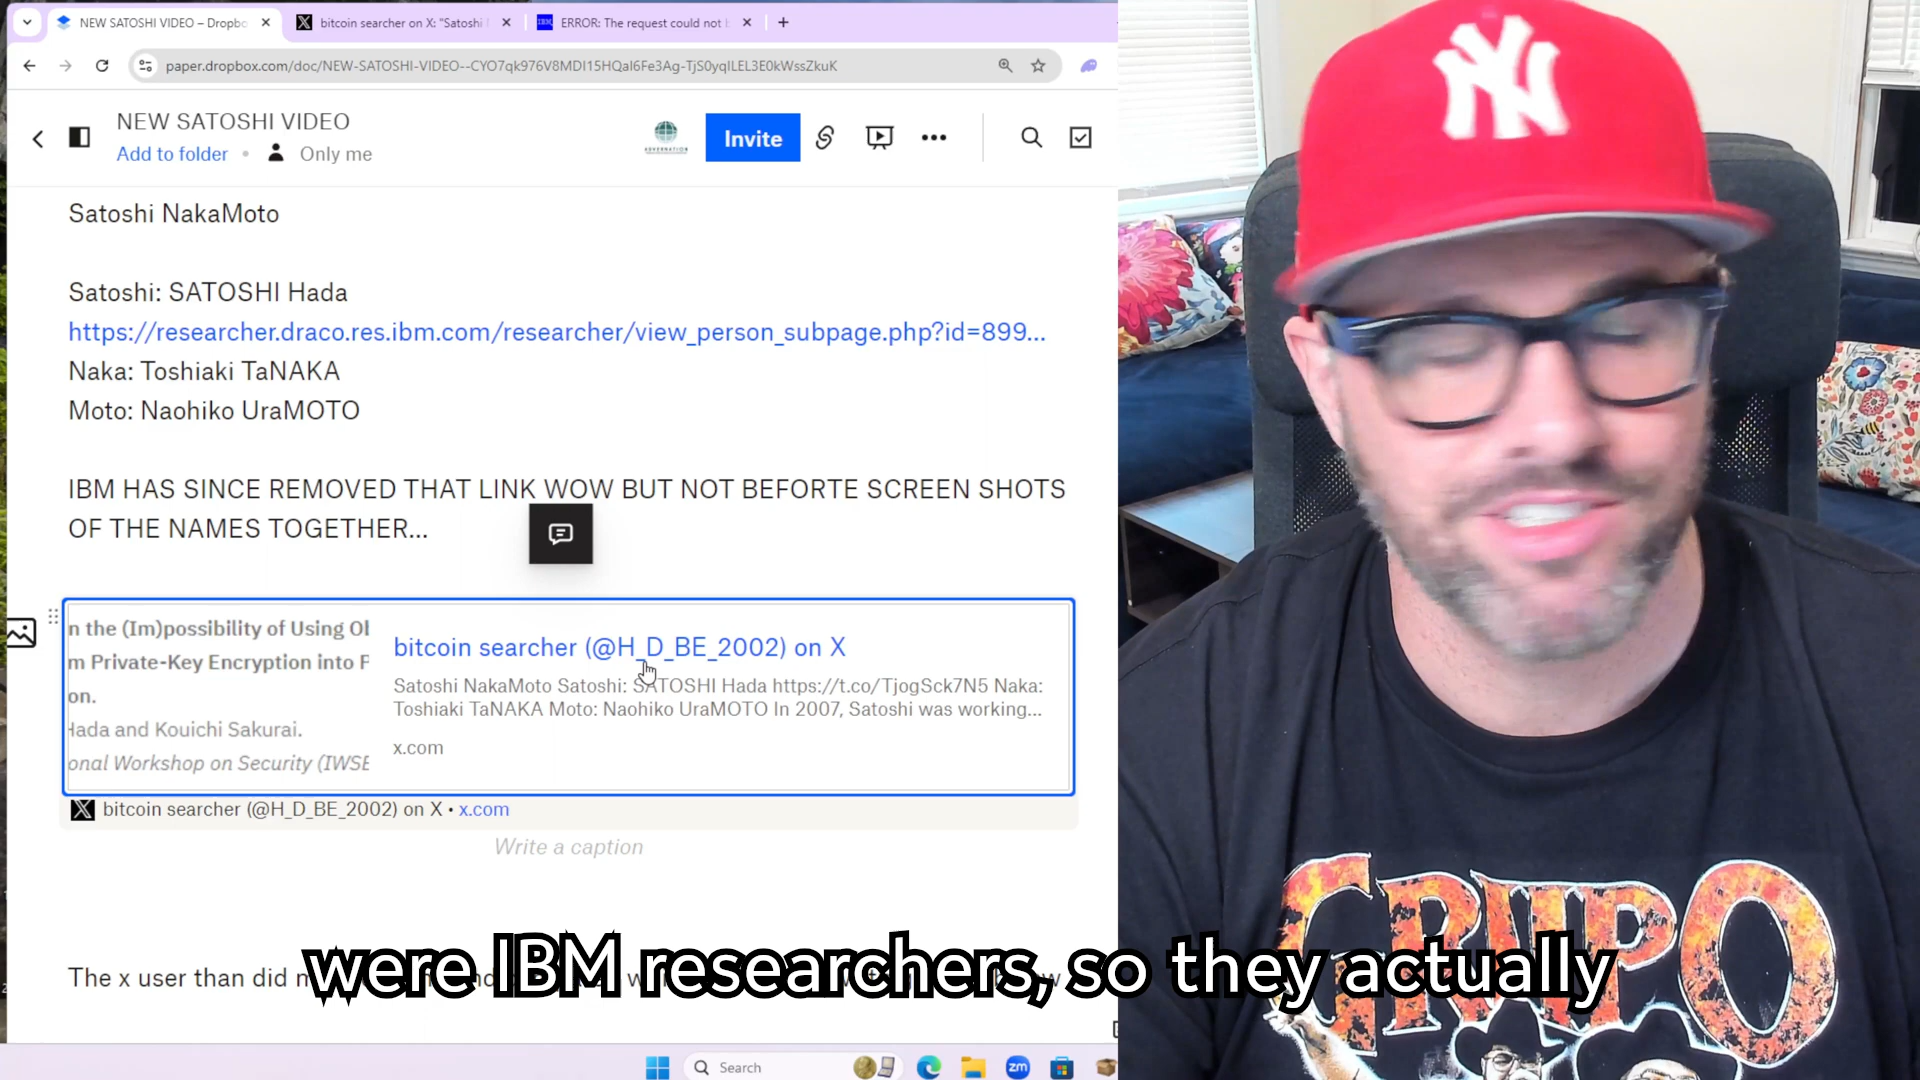 NEW SATOSHI VIDEO – Dropbo
bitcoin searcher on X: "Satoshi
IBM
ERROR: The request could not b
paper.dropbox.com/doc/NEW-SATOSHI-VIDEO--CYO7qk976V8MDI15HQaI6Fe3Ag-TjS0yqILEL3E0kWssZkuK
NEW SATOSHI VIDEO
Add to folder • Only me
Invite
NY
Satoshi NakaMoto
Satoshi: SATOSHI Hada
https://researcher.draco.res.ibm.com/researcher/view_person_subpage.php?id=899...
Naka: Toshiaki TaNAKA
Moto: Naohiko UraMOTO
IBM HAS SINCE REMOVED THAT LINK WOW BUT NOT BEFORTE SCREEN SHOTS
OF THE NAMES TOGETHER...
n the (Im)possibility of Using Ol
m Private-Key Encryption into F
on.
Hada and Kouichi Sakurai.
onal Workshop on Security (IWSE
bitcoin searcher (@H_D_BE_2002) on X
Satoshi NakaMoto Satoshi: SATOSHI Hada https://t.co/TjogSck7N5 Naka:
Toshiaki TaNAKA Moto: Naohiko UraMOTO In 2007, Satoshi was working...
x.com
bitcoin searcher (@H_D_BE_2002) on X • x.com
Write a caption
GRUPO
The x user than did
were IBM researchers, so they actually
Search
zm